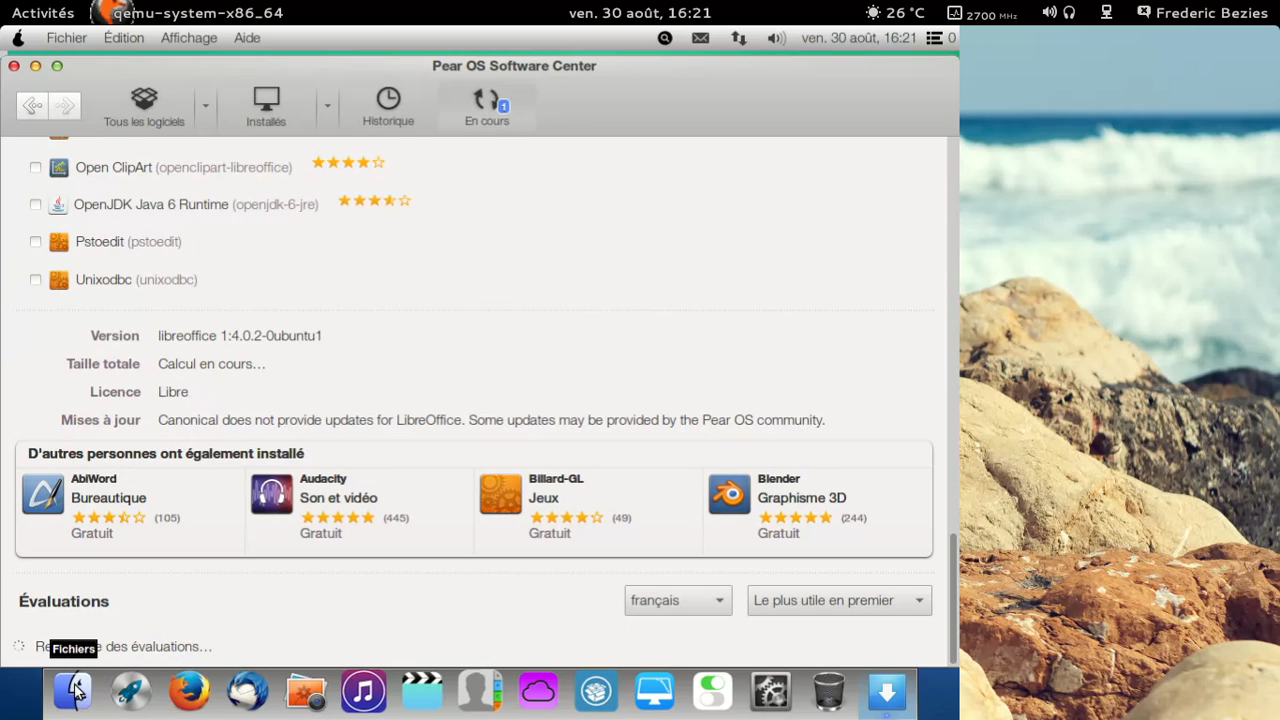 Activités qemu-system-x86_64 ven. 30 août, 16:21 26 °C 2700 MHz Frederic Bezies
Fichier Édition Affichage Aide ven. 30 août, 16:21 0
Pear OS Software Center
Tous les logiciels Installés Historique En cours 1
Open ClipArt (openclipart-libreoffice)
OpenJDK Java 6 Runtime (openjdk-6-jre)
Pstoedit (pstoedit)
Unixodbc (unixodbc)
Version libreoffice 1:4.0.2-0ubuntu1
Taille totale Calcul en cours…
Licence Libre
Mises à jour Canonical does not provide updates for LibreOffice. Some updates may be provided by the Pear OS community.
D'autres personnes ont également installé
AbiWord Audacity Billard-GL Blender
Bureautique Son et vidéo Jeux Graphisme 3D
(105) (445) (49) (244)
Gratuit Gratuit Gratuit Gratuit
Évaluations français Le plus utile en premier
des évaluations…
Fichiers